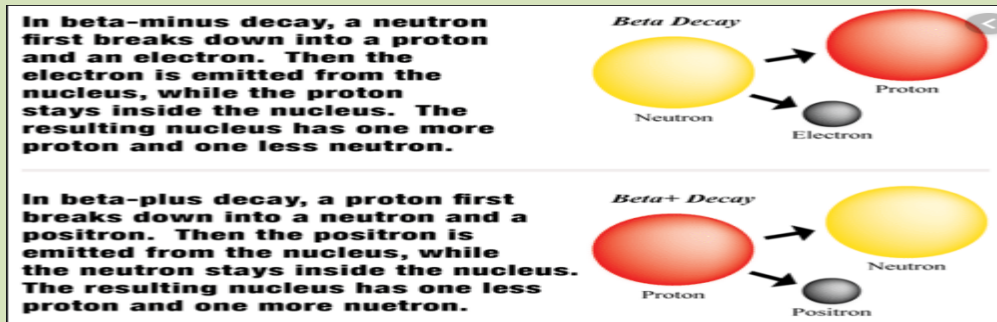 In beta-minus decay, a neutron
first breaks down into a proton
and an electron.  Then the
electron is emitted from the
nucleus, while the proton
stays inside the nucleus.  The
resulting nucleus has one more
proton and one less neutron.
Beta Decay
Neutron
Proton
Electron
In beta-plus decay, a proton first
breaks down into a neutron and a
positron.  Then the positron is
emitted from the nucleus, while
the neutron stays inside the nucleus.
The resulting nucleus has one less
proton and one more nuetron.
Beta+ Decay
Proton
Neutron
Positron